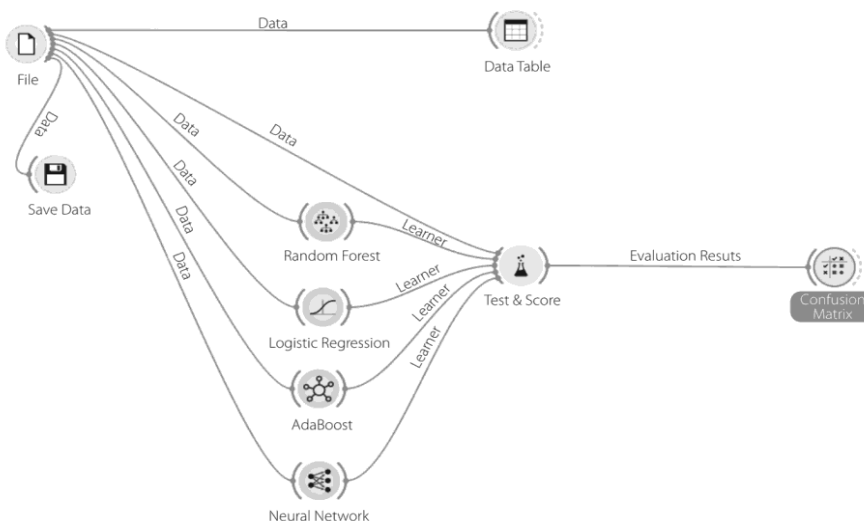 Data
File
Data Table
Data
Data
Data
Save Data
Data
Data
Data
Random Forest
Learner
Evaluation Resuts
Test & Score
Learner
Logistic Regression
Learner
Confusion
Matrix
Learner
AdaBoost
Neural Network